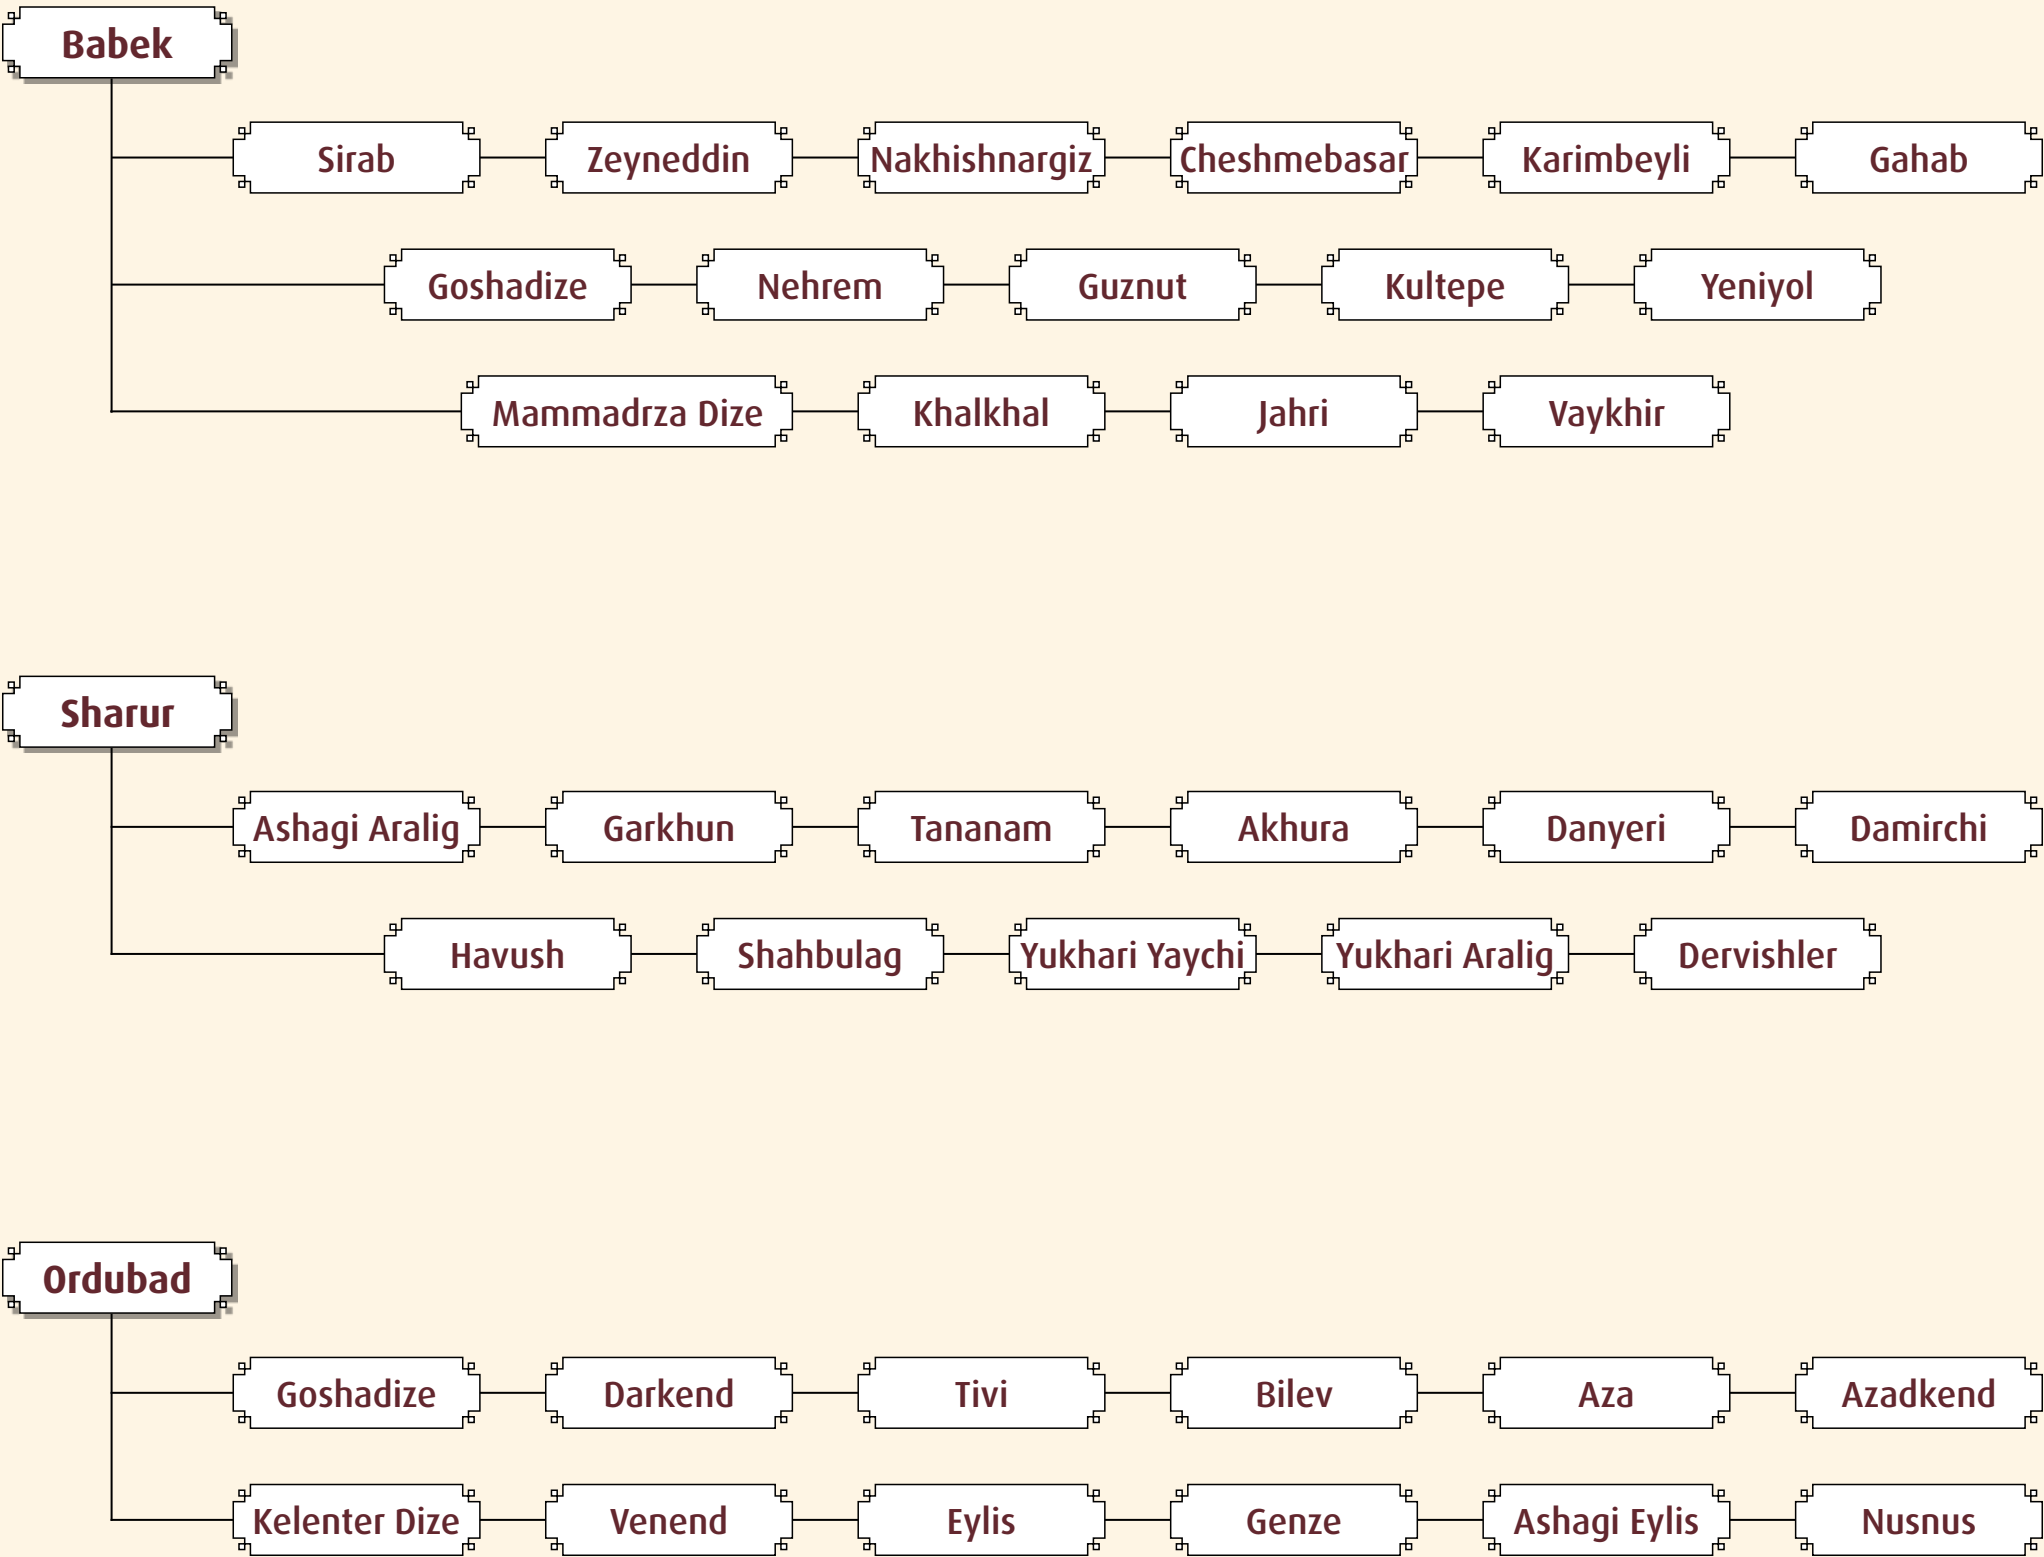 Babek
Sirab Zeyneddin Nakhishnargiz Cheshmebasar Karimbeyli Gahab
Goshadize Nehrem Guznut Kultepe Yeniyol
Mammadrza Dize Khalkhal Jahri Vaykhir
Sharur
Ashagi Aralig Garkhun Tananam Akhura Danyeri Damirchi
Havush Shahbulag Yukhari Yaychi Yukhari Aralig Dervishler
Ordubad
Goshadize Darkend Tivi Bilev Aza Azadkend
Kelenter Dize Venend Eylis Genze Ashagi Eylis Nusnus